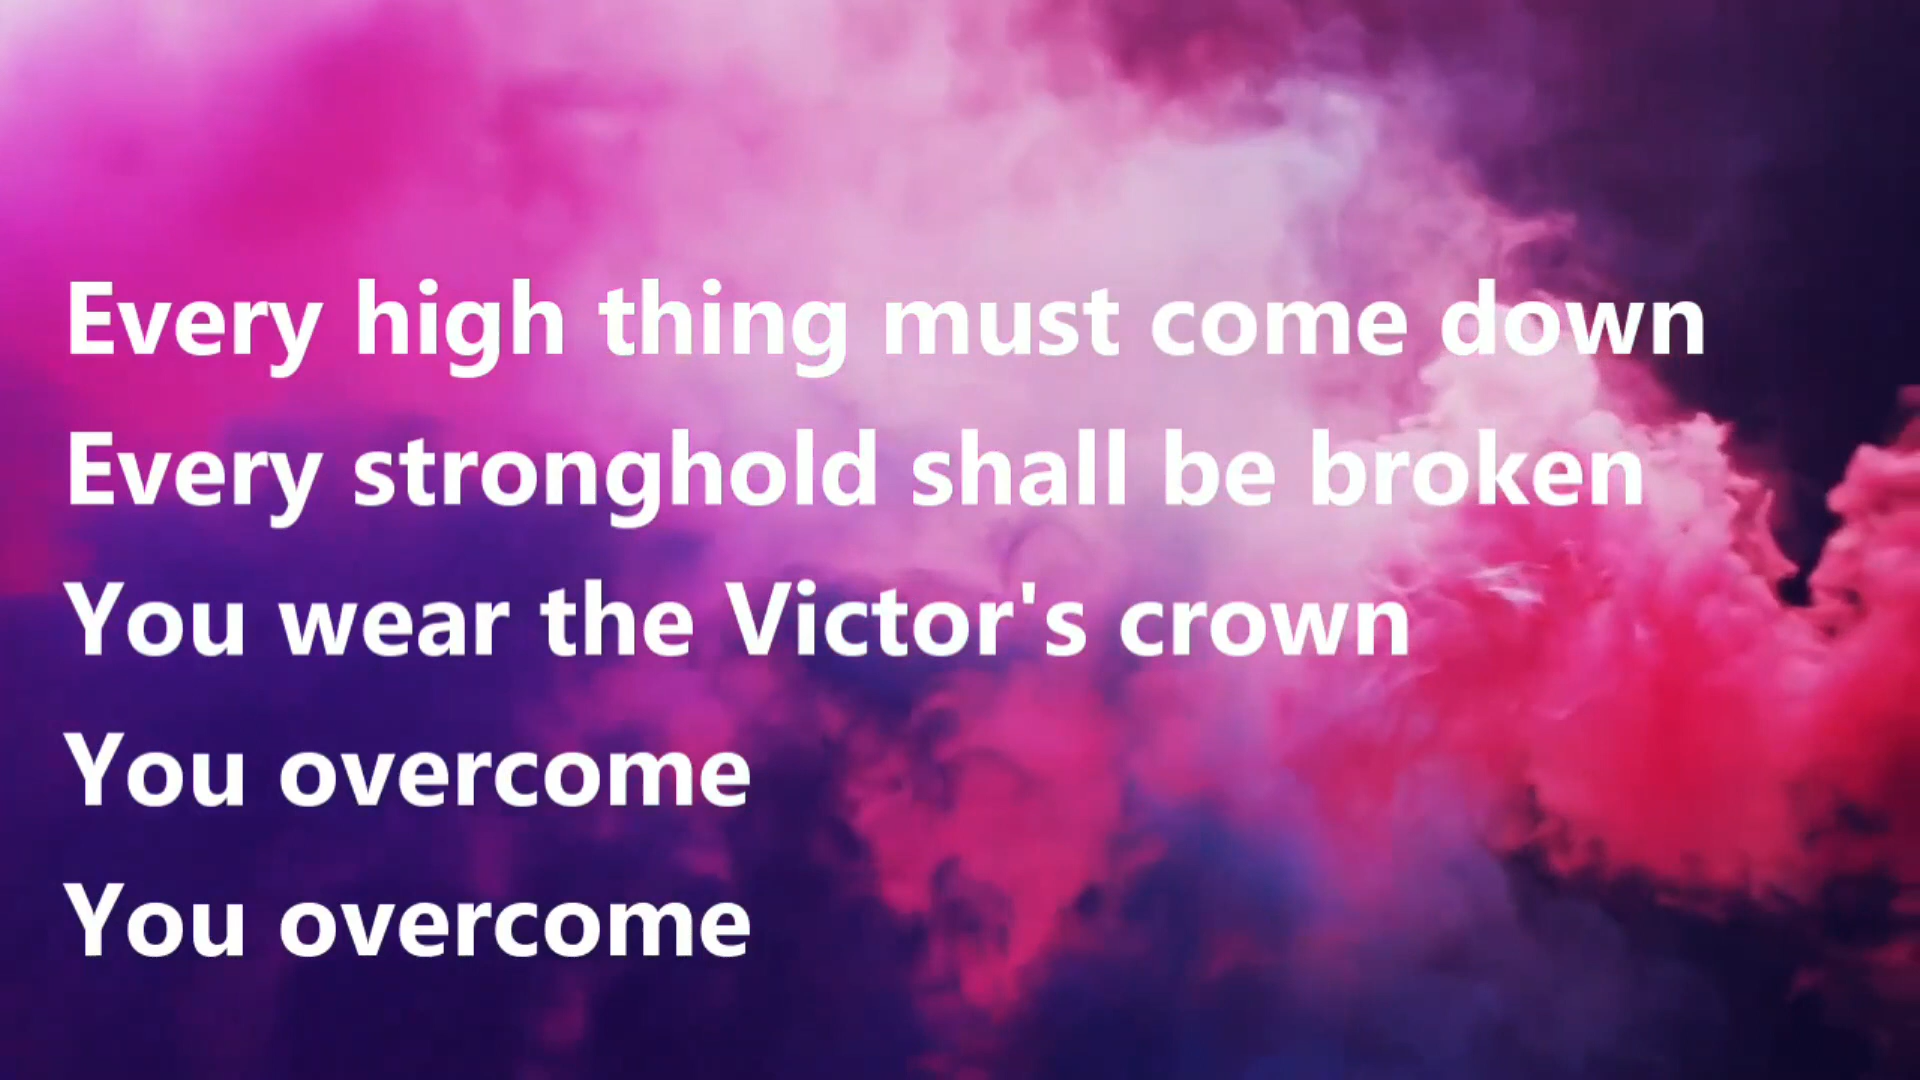 Every high thing must come down
Every stronghold shall be broken
You wear the Victor's crown
You overcome
You overcome